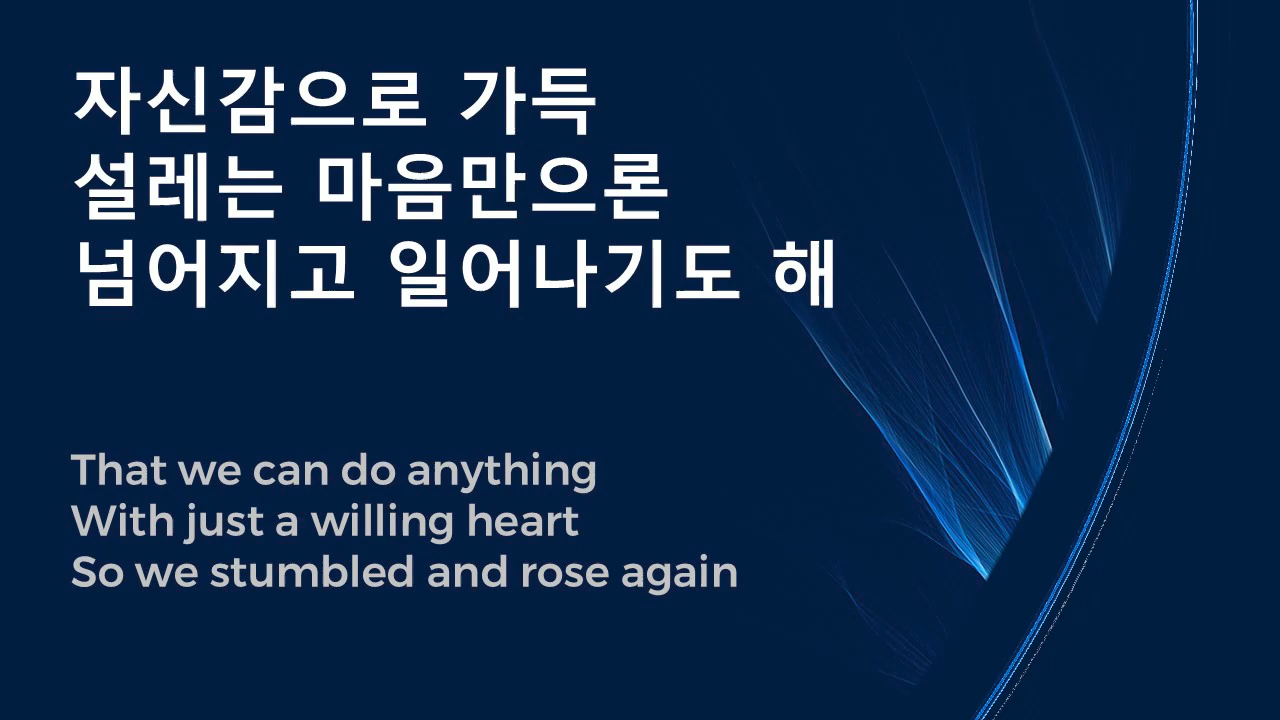 자신감으로 가득
설레는 마음만으론
넘어지고 일어나기도 해
That we can do anything
With just a willing heart
So we stumbled and rose again